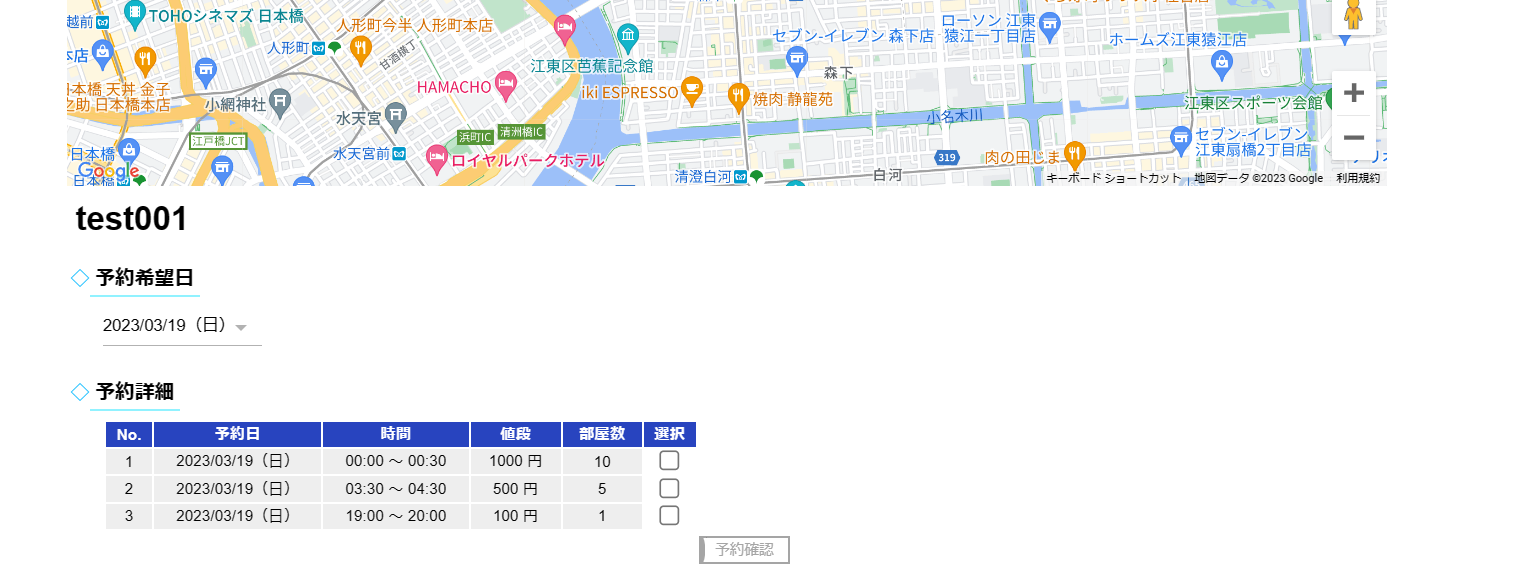 TOHOシネマズ 日本橋
越前
人形町今半 人形町本店
ローソン 江東
猿江一丁目店
セブン-イレブン 森下店
ホームズ江東猿江店
本店
人形町
甘酒横丁
江東区芭蕉記念館
森下
HAMACHO
iki ESPRESSO
焼肉 静龍苑
日本橋 天丼 金子
之助 日本橋本店
小網神社
水天宮
江東区スポーツ会館
小名木川
浜町IC
清洲橋IC
江戸橋JCT
セブン-イレブン
江東扇橋2丁目店
日本橋
水天宮前
ロイヤルパークホテル
319
肉の田じま
Google
日本橋
清澄白河
白河
キーボード ショートカット
地図データ ©2023 Google
利用規約
test001
◇ 予約希望日
2023/03/19（日）
◇ 予約詳細
No. 予約日 時間 値段 部屋数 選択
1 2023/03/19（日） 00:00 ～ 00:30 1000 円 10
2 2023/03/19（日） 03:30 ～ 04:30 500 円 5
3 2023/03/19（日） 19:00 ～ 20:00 100 円 1
予約確認